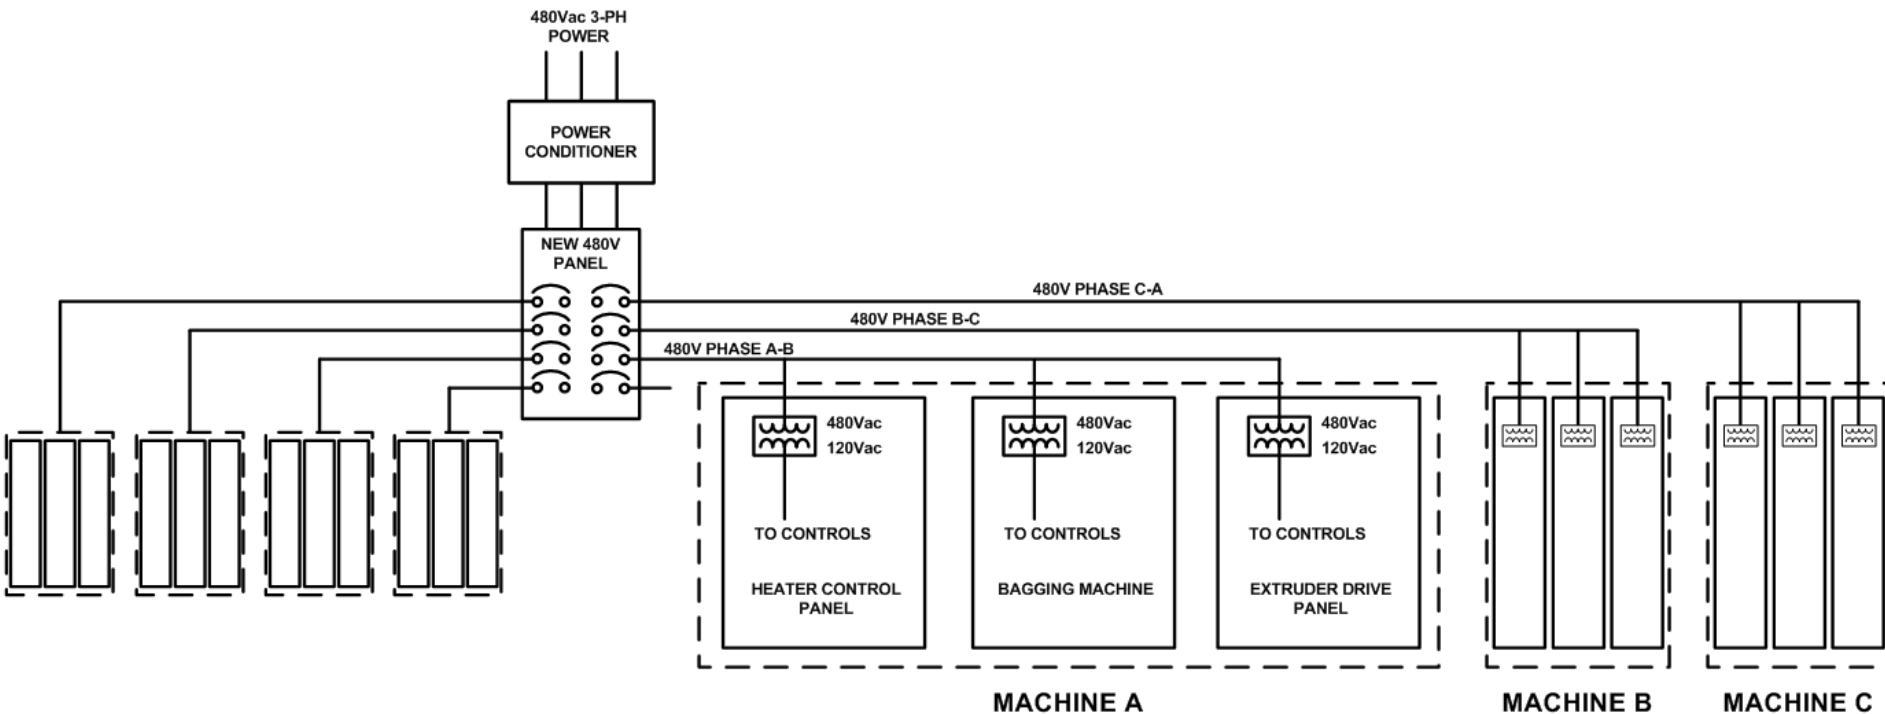 480Vac 3-PH
POWER
POWER
CONDITIONER
NEW 480V
PANEL
480V PHASE C-A
480V PHASE B-C
480V PHASE A-B
480Vac
120Vac
TO CONTROLS
HEATER CONTROL
PANEL
480Vac
120Vac
TO CONTROLS
BAGGING MACHINE
480Vac
120Vac
TO CONTROLS
EXTRUDER DRIVE
PANEL
MACHINE A
MACHINE B
MACHINE C